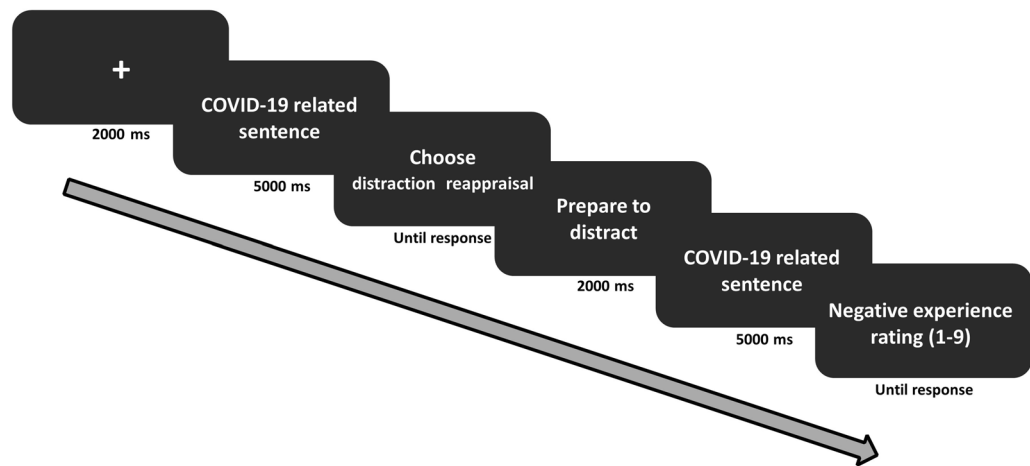 +
2000 ms
COVID-19 related
sentence
5000 ms
Choose
distraction reappraisal
Until response
Prepare to
distract
2000 ms
COVID-19 related
sentence
5000 ms
Negative experience
rating (1-9)
Until response